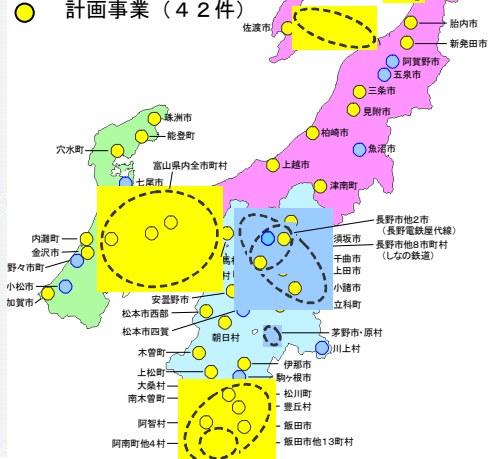 計画事業（４２件）
佐渡市
胎内市
新発田市
阿賀野市
五泉市
三条市
見附市
珠洲市
能登町
柏崎市
魚沼市
穴水町
富山県内全市町村
上越市
七尾市
津南町
長野市他2市
（長野電鉄屋代線）
内灘町
須坂市
長野市他8市町村
（しなの鉄道）
金沢市
野々市町
千曲市
上田市
小松市
小諸市
安曇野市
加賀市
立科町
松本市西部
松本市四賀
茅野市・原村
朝日村
川上村
木曽町
伊那市
上松町
駒ヶ根市
大桑村
松川町
南木曽町
豊丘村
阿智村
飯田市
阿南町他4村
飯田市他13町村